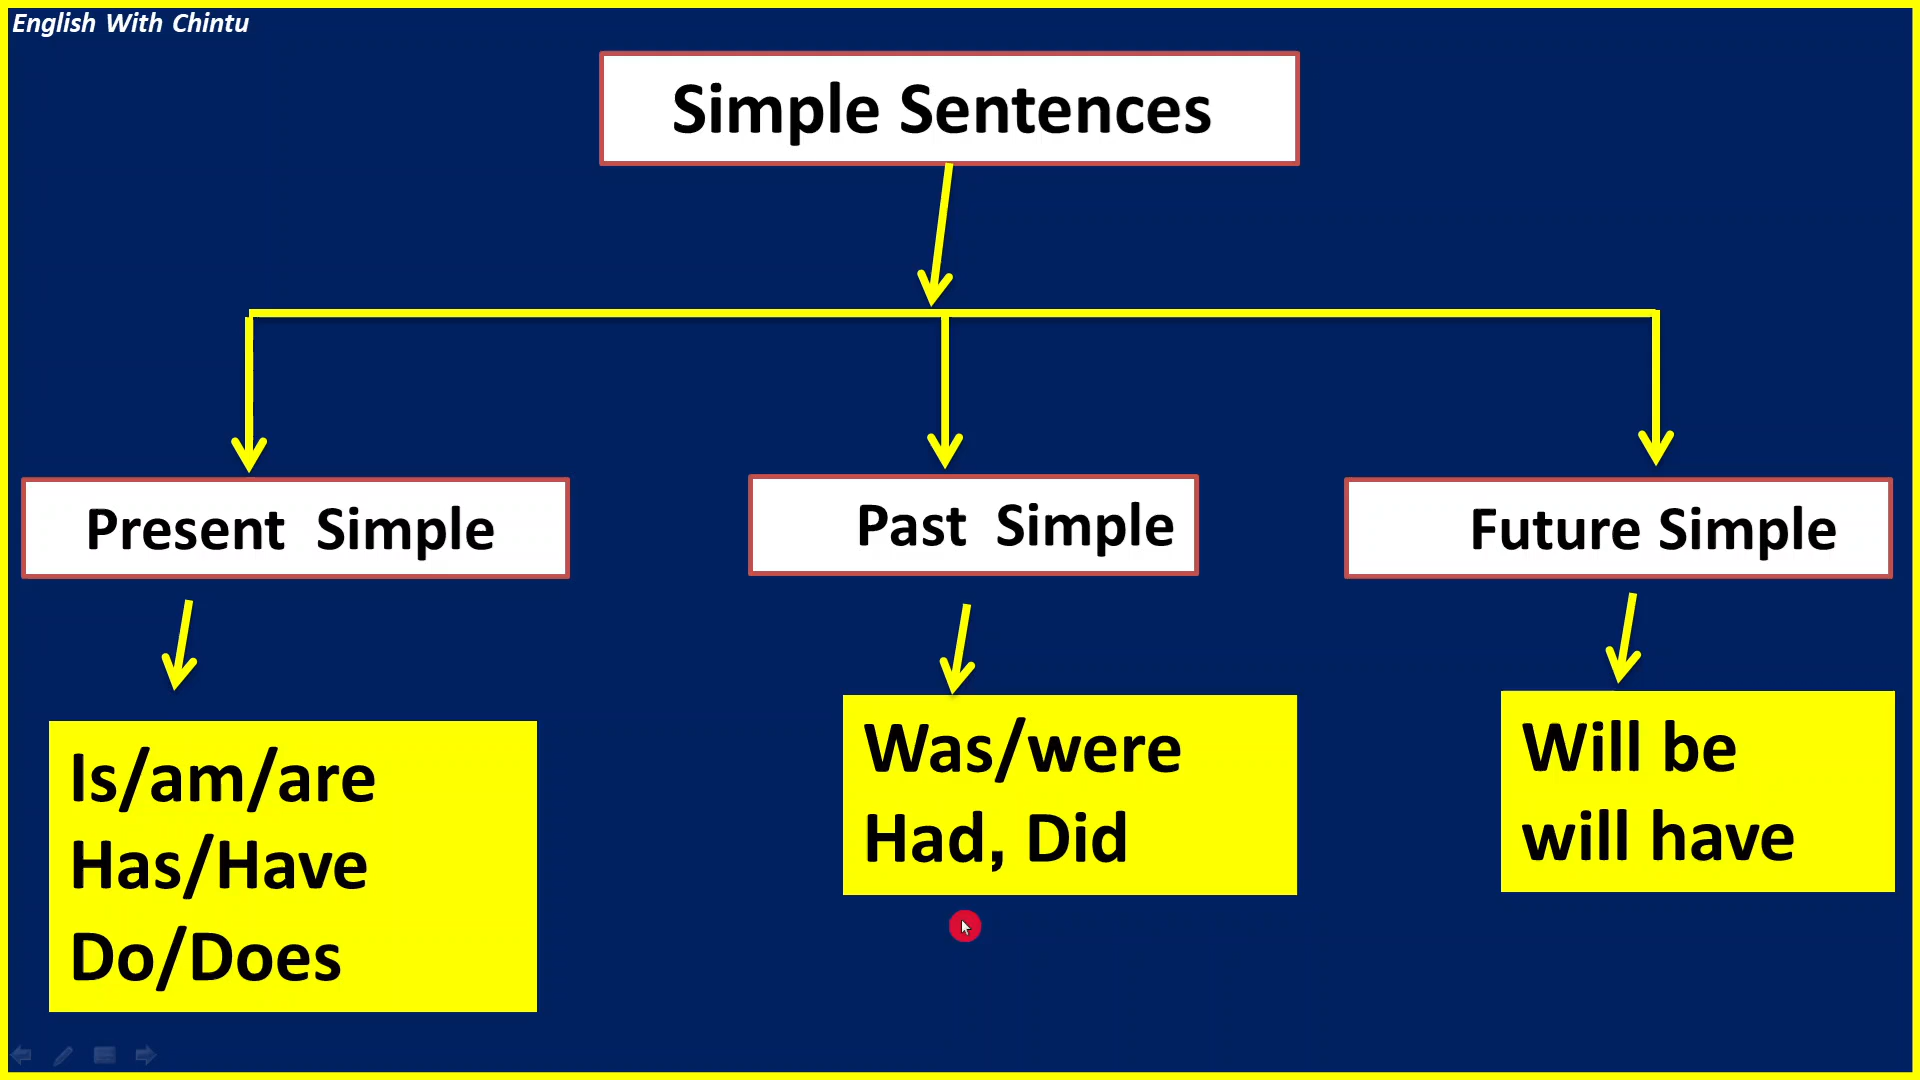 English With Chintu
Simple Sentences
Present Simple
Past Simple
Future Simple
Is/am/are
Has/Have
Do/Does
Was/were
Had, Did
Will be
will have